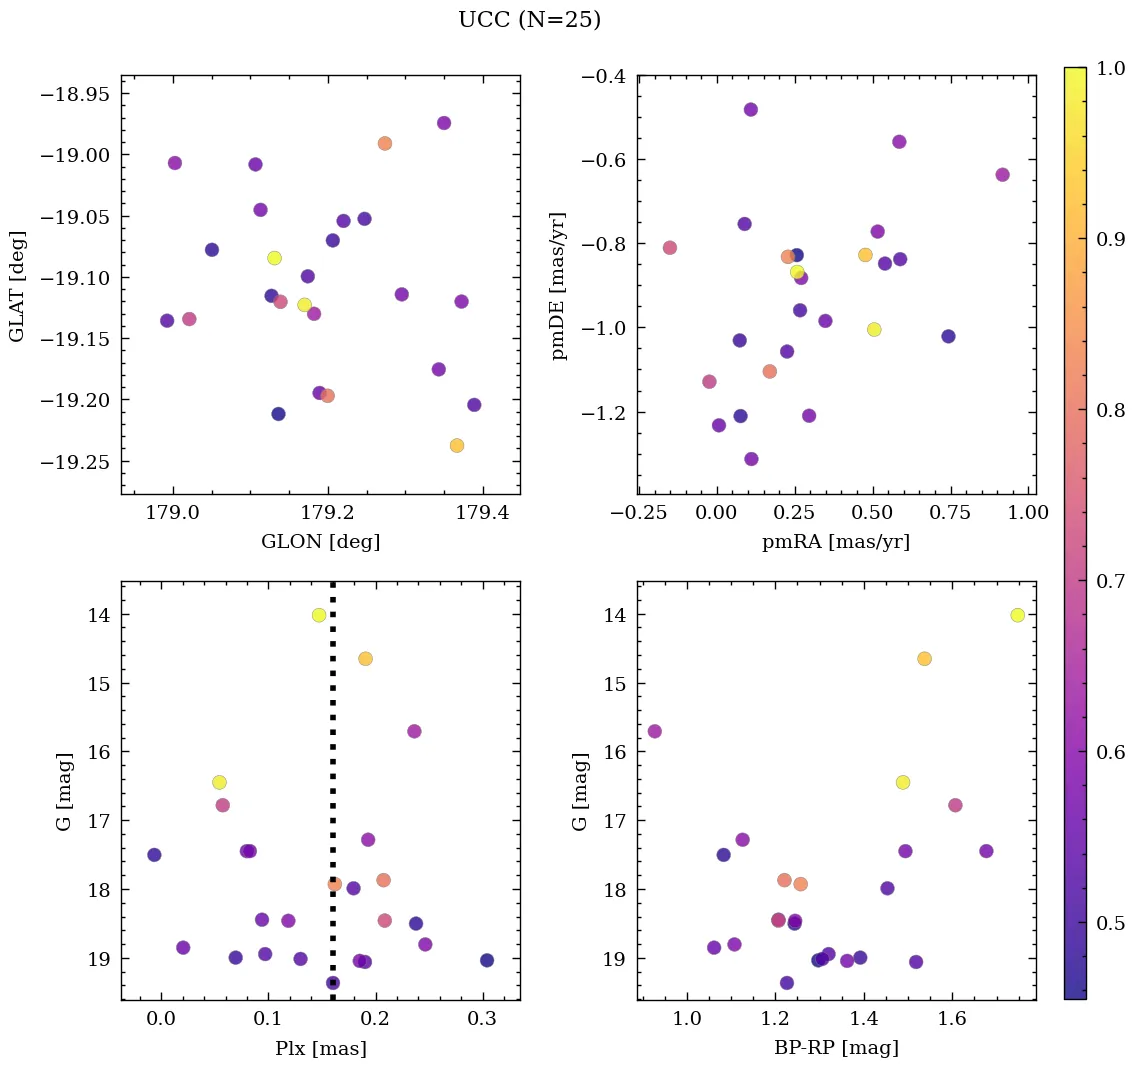 UCC (N=25)
−18.95
−19.00
−19.05
−19.10
−19.15
−19.20
−19.25
GLAT [deg]
179.0 179.2 179.4
GLON [deg]
−0.4
−0.6
−0.8
−1.0
−1.2
pmDE [mas/yr]
−0.25 0.00 0.25 0.50 0.75 1.00
pmRA [mas/yr]
14
15
16
17
18
19
G [mag]
0.0 0.1 0.2 0.3
Plx [mas]
14
15
16
17
18
19
G [mag]
1.0 1.2 1.4 1.6
BP-RP [mag]
1.0
0.9
0.8
0.7
0.6
0.5